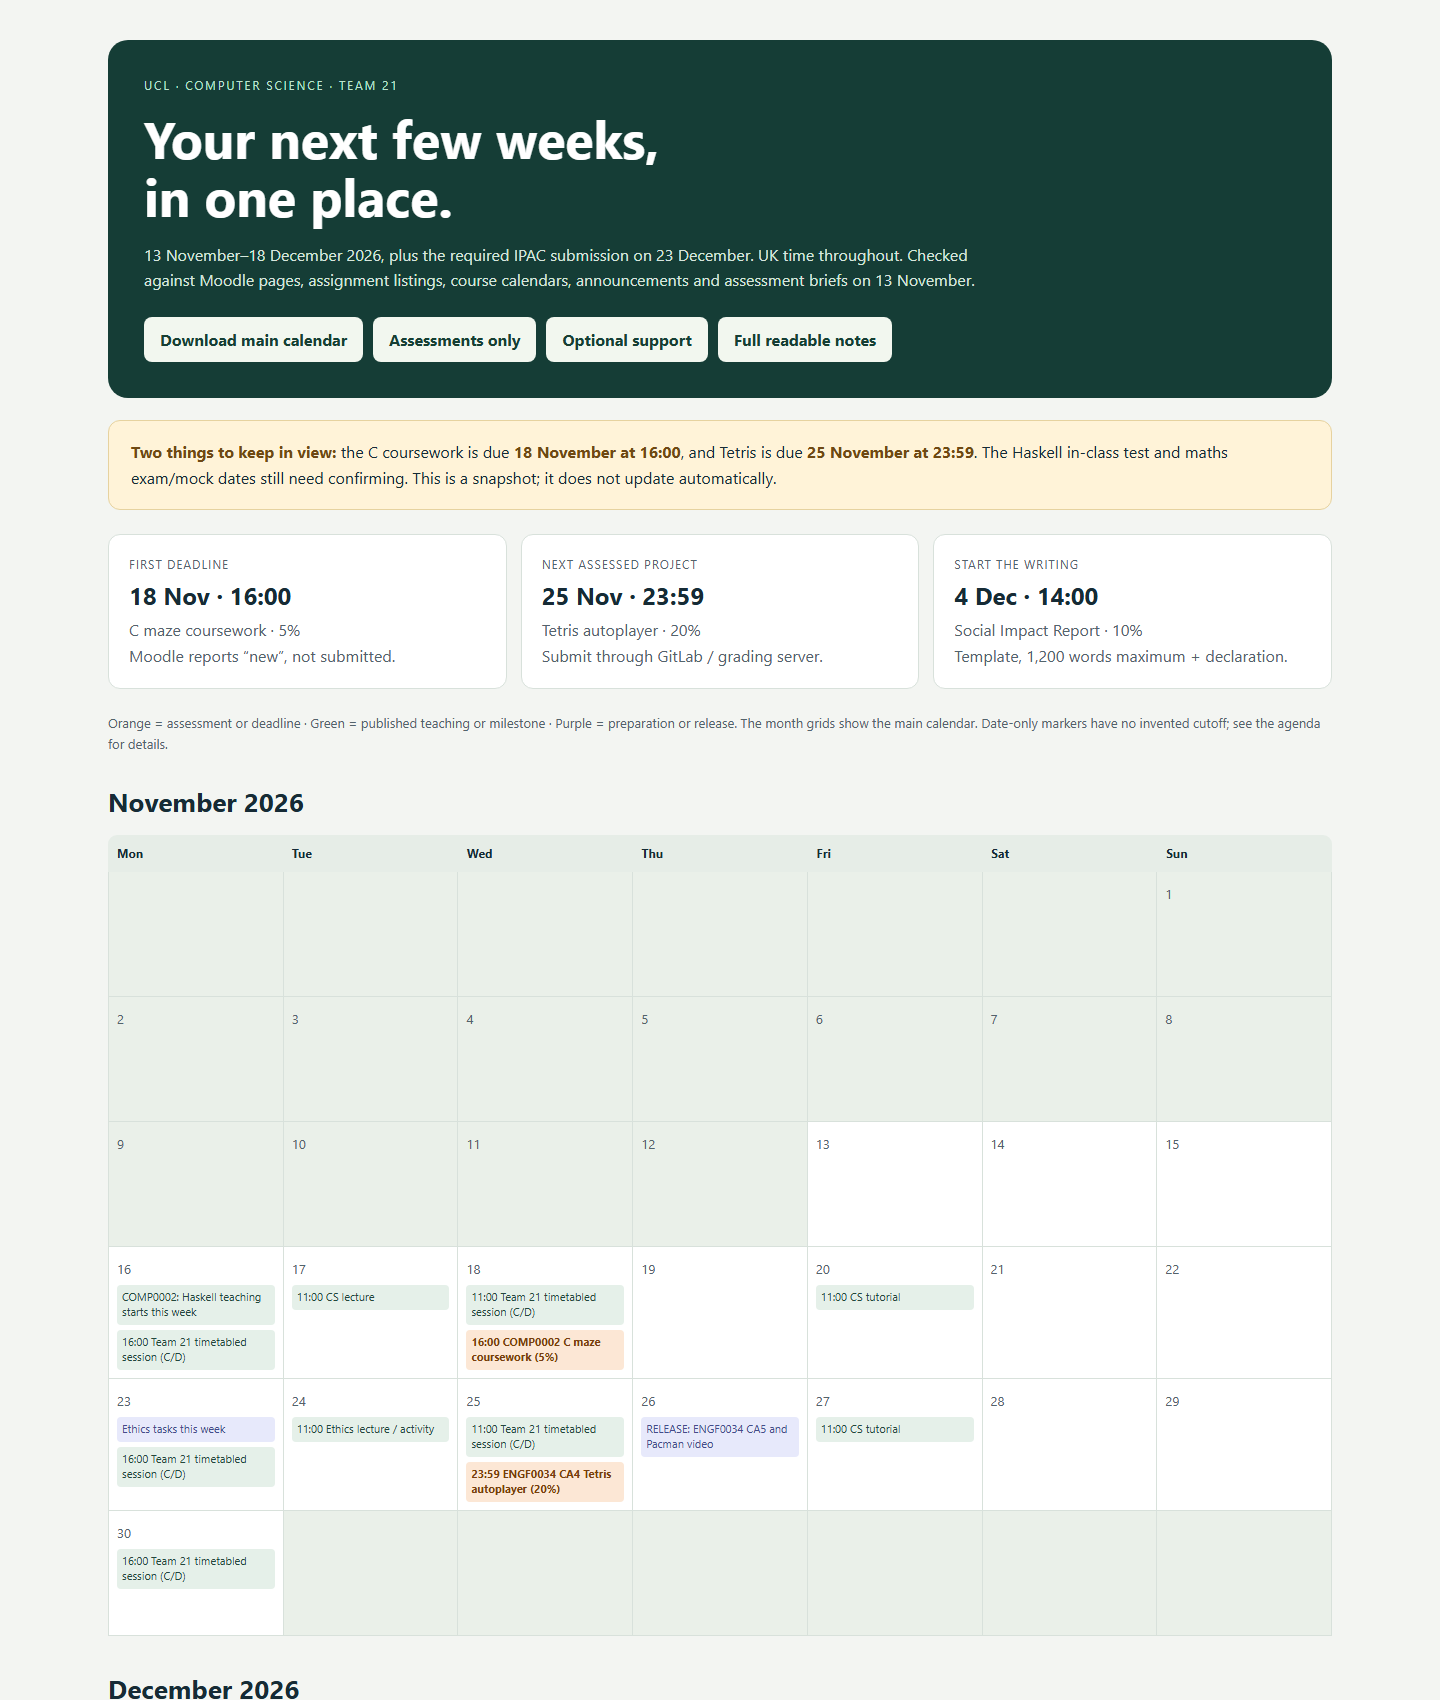 UCL · COMPUTER SCIENCE · TEAM 21
Your next few weeks,
in one place.
13 November–18 December 2026, plus the required IPAC submission on 23 December. UK time throughout. Checked
against Moodle pages, assignment listings, course calendars, announcements and assessment briefs on 13 November.
Download main calendar
Assessments only
Optional support
Full readable notes
Two things to keep in view: the C coursework is due 18 November at 16:00, and Tetris is due 25 November at 23:59. The Haskell in-class test and maths
exam/mock dates still need confirming. This is a snapshot; it does not update automatically.
FIRST DEADLINE
18 Nov · 16:00
C maze coursework · 5%
Moodle reports “new”, not submitted.
NEXT ASSESSED PROJECT
25 Nov · 23:59
Tetris autoplayer · 20%
Submit through GitLab / grading server.
START THE WRITING
4 Dec · 14:00
Social Impact Report · 10%
Template, 1,200 words maximum + declaration.
Orange = assessment or deadline · Green = published teaching or milestone · Purple = preparation or release. The month grids show the main calendar. Date-only markers have no invented cutoff; see the agenda
for details.
November 2026
Mon Tue Wed Thu Fri Sat Sun
1
2 3 4 5 6 7 8
9 10 11 12 13 14 15
16
COMP0002: Haskell teaching
starts this week
16:00 Team 21 timetabled
session (C/D)
17
11:00 CS lecture
18
11:00 Team 21 timetabled
session (C/D)
16:00 COMP0002 C maze
coursework (5%)
19
20
11:00 CS tutorial
21
22
23
Ethics tasks this week
16:00 Team 21 timetabled
session (C/D)
24
11:00 Ethics lecture / activity
25
11:00 Team 21 timetabled
session (C/D)
23:59 ENGF0034 CA4 Tetris
autoplayer (20%)
26
RELEASE: ENGF0034 CA5 and
Pacman video
27
11:00 CS tutorial
28
29
30
16:00 Team 21 timetabled
session (C/D)
December 2026